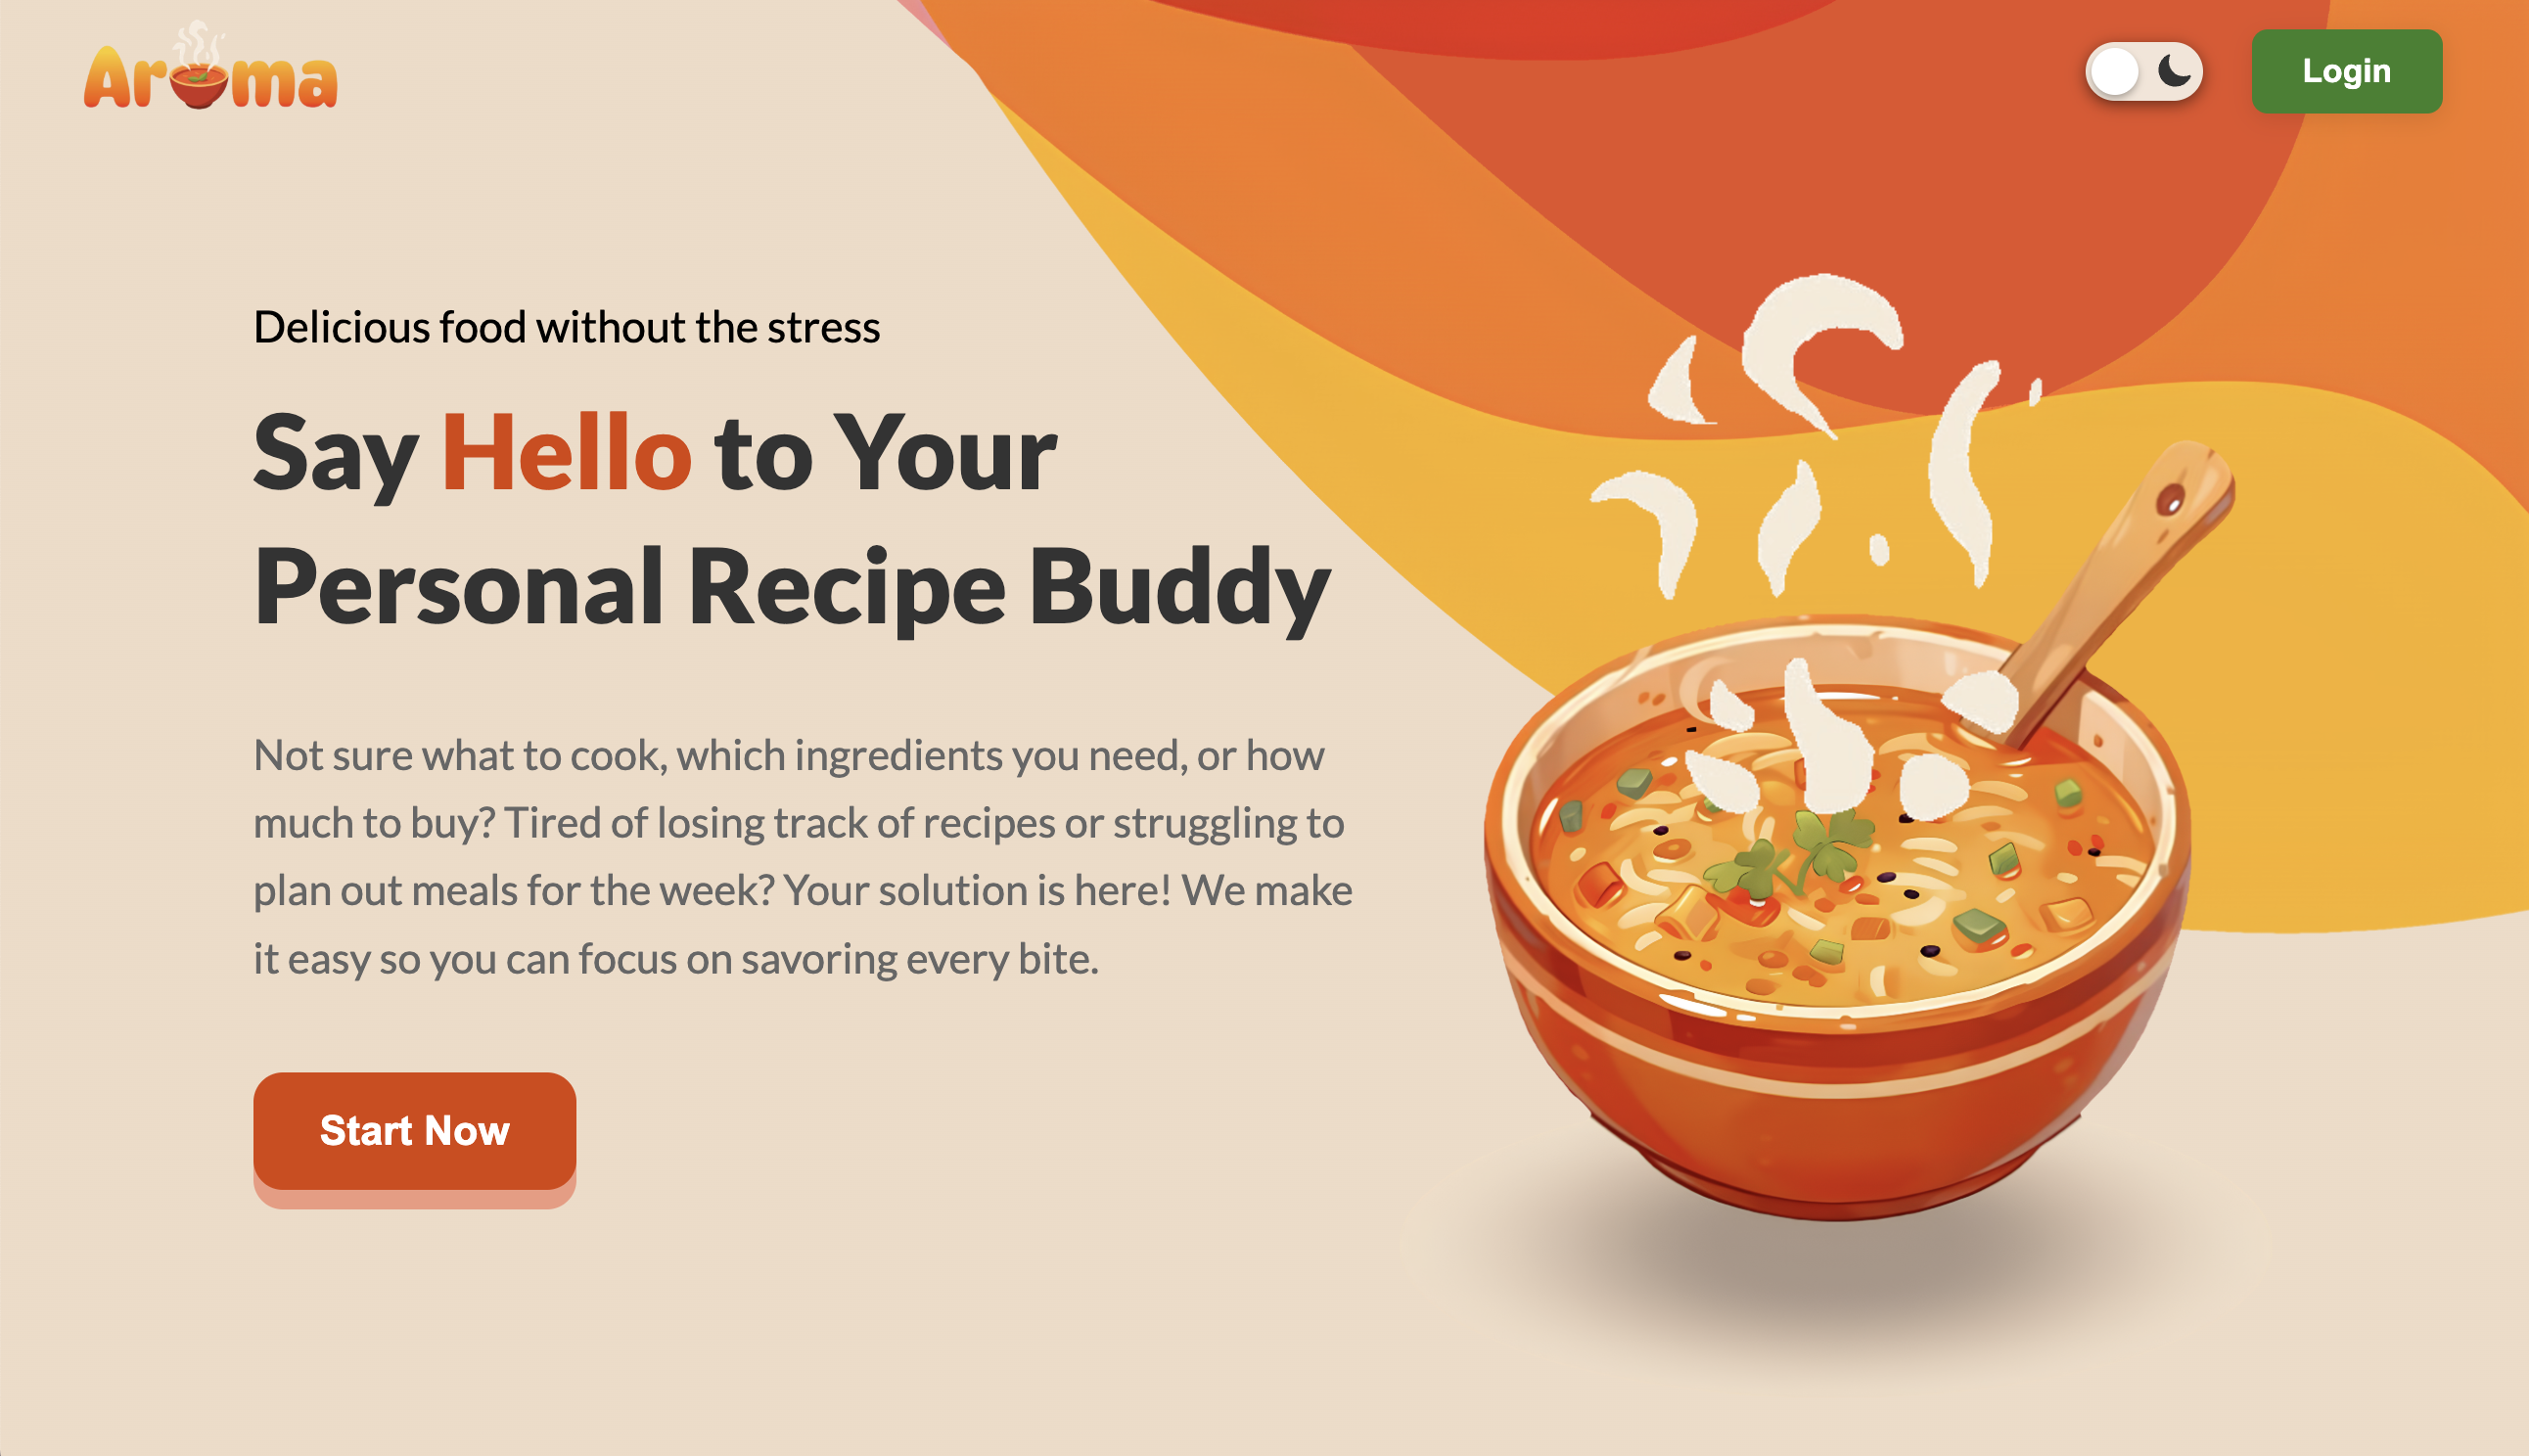 Aroma
Login
Delicious food without the stress
Say Hello to Your
Personal Recipe Buddy
Not sure what to cook, which ingredients you need, or how
much to buy? Tired of losing track of recipes or struggling to
plan out meals for the week? Your solution is here! We make
it easy so you can focus on savoring every bite.
Start Now